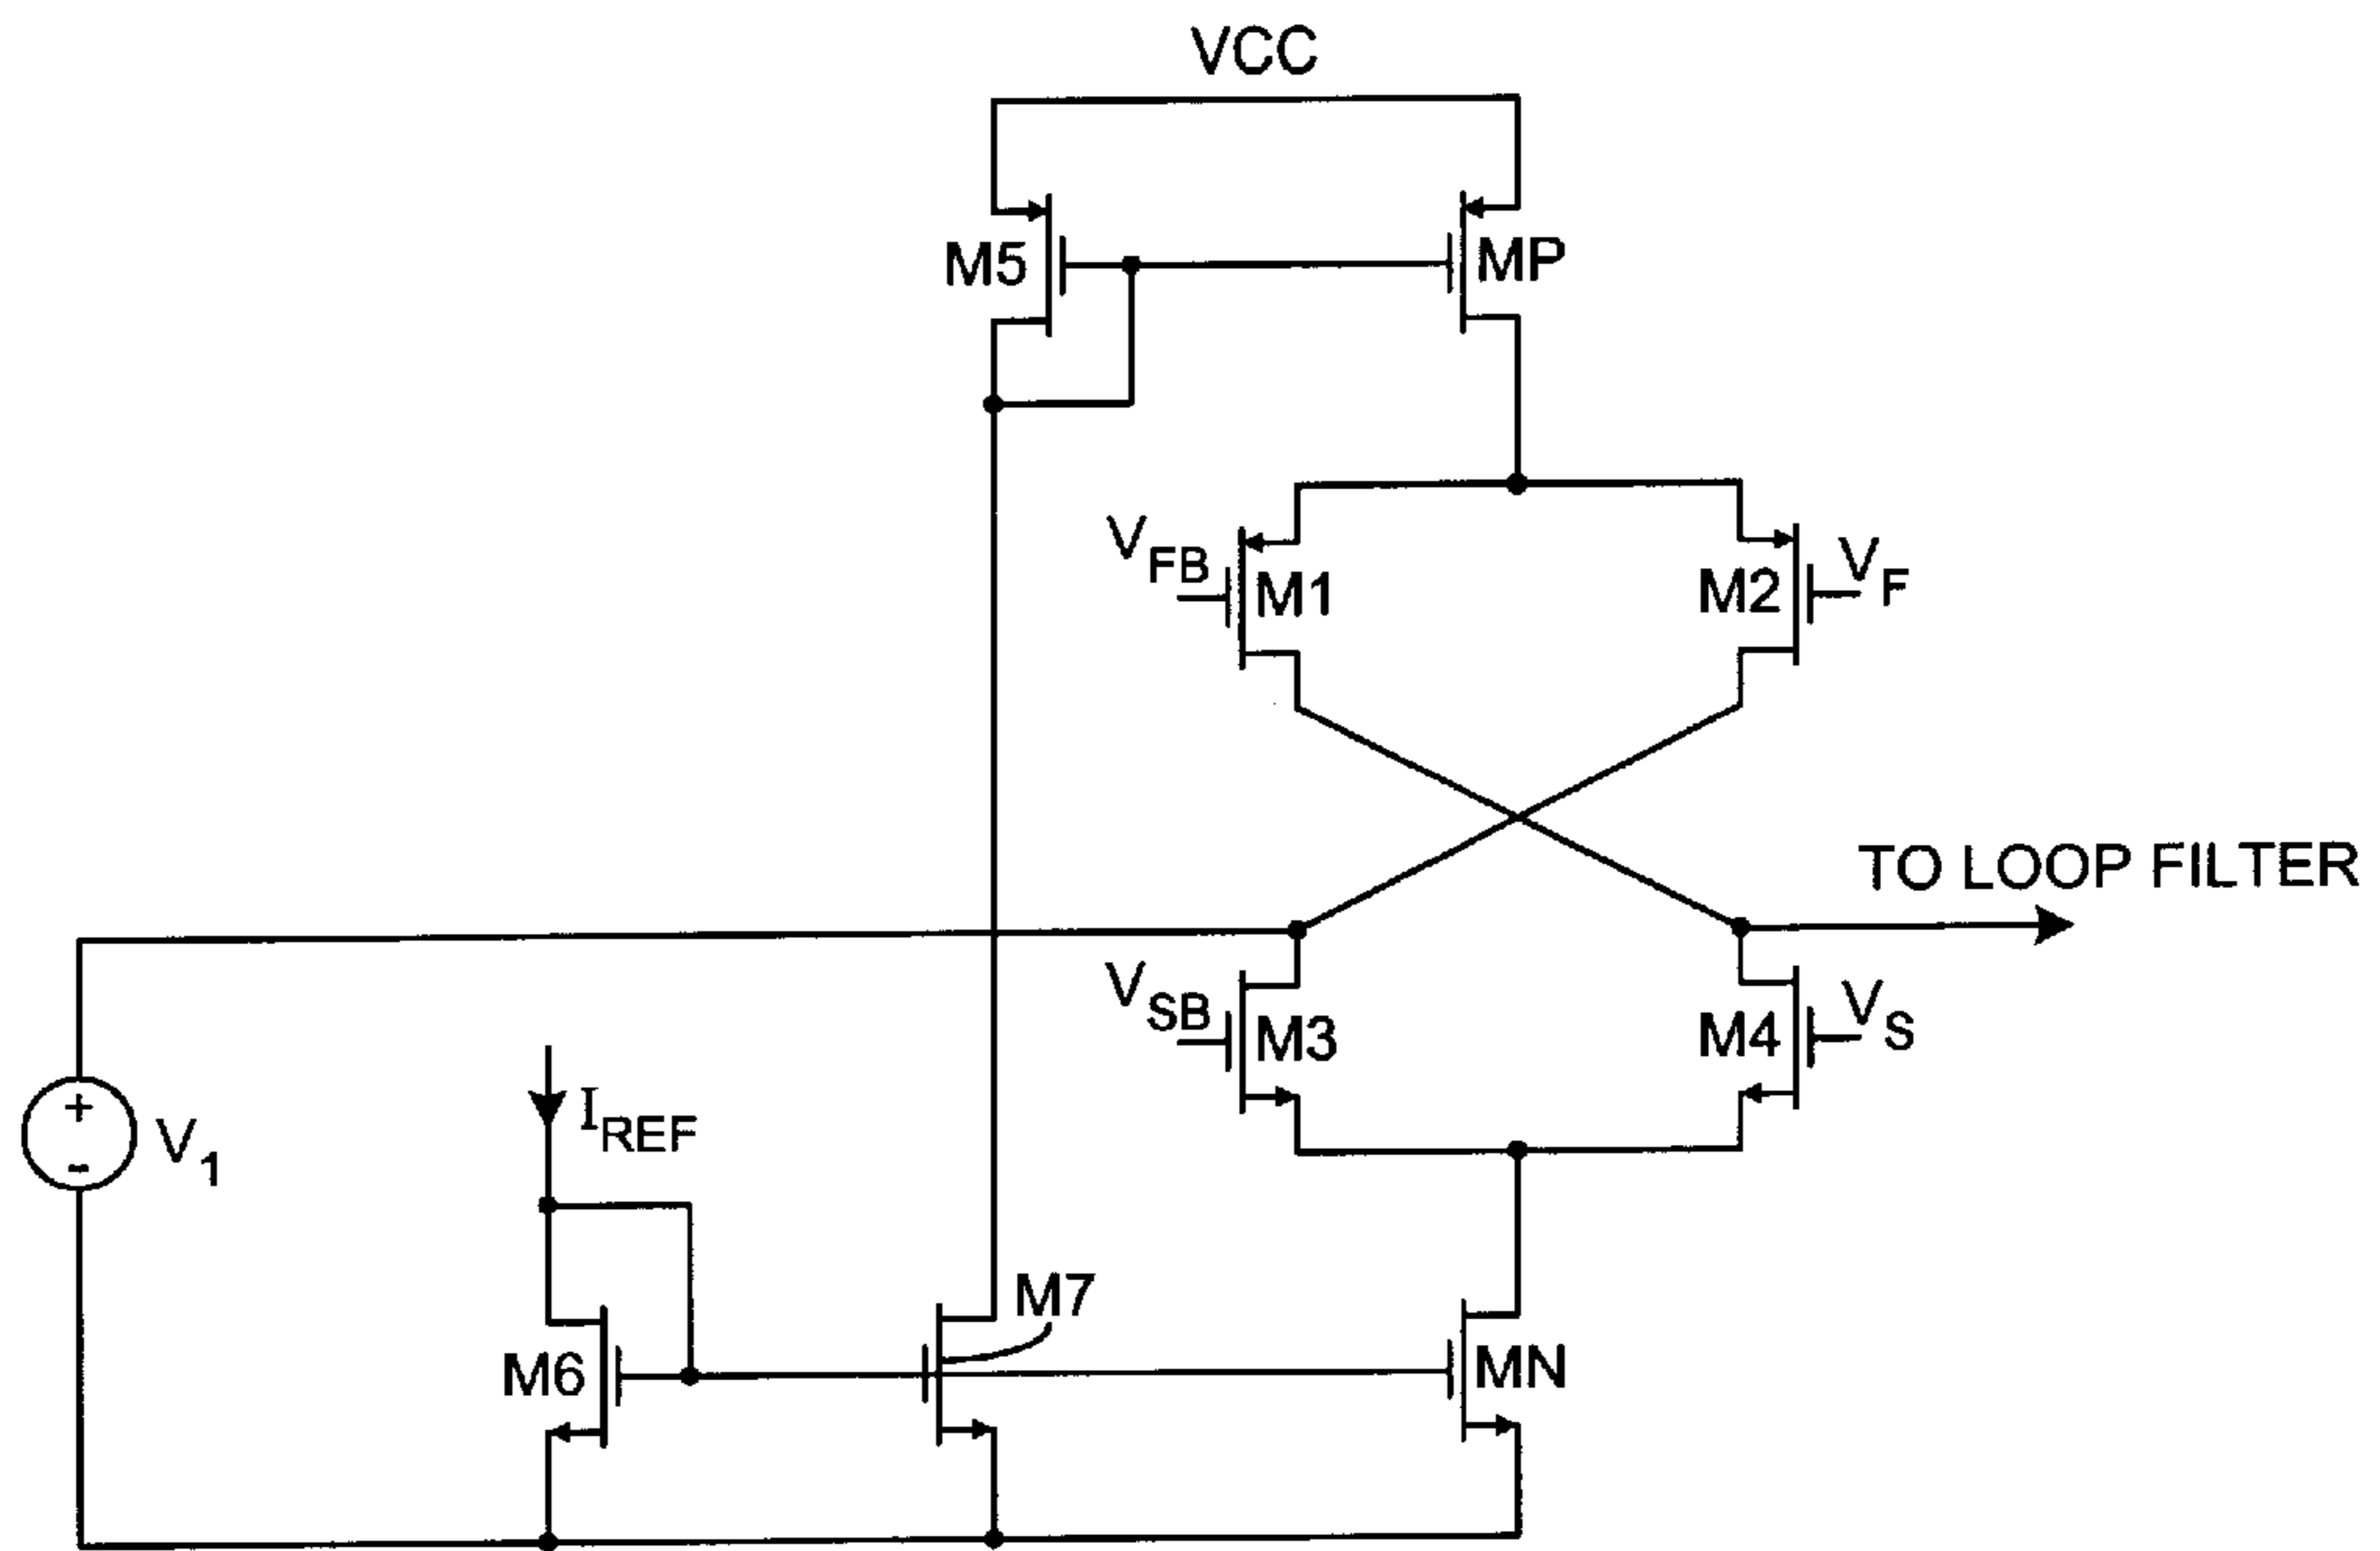 VCC
M5
MP
VFB
M1
M2
VF
TO LOOP FILTER
VSB
M3
M4
VS
+
-
V1
IREF
M7
M6
MN